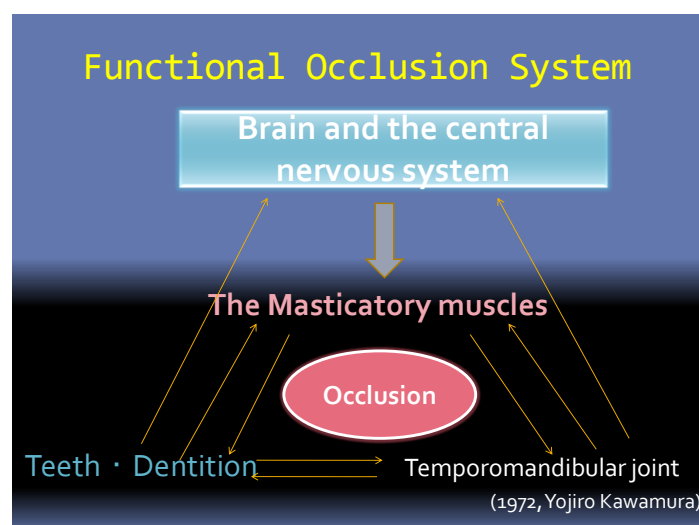 Functional Occlusion System
Brain and the central
nervous system
The Masticatory muscles
Occlusion
Teeth・Dentition
Temporomandibular joint
(1972, Yojiro Kawamura)